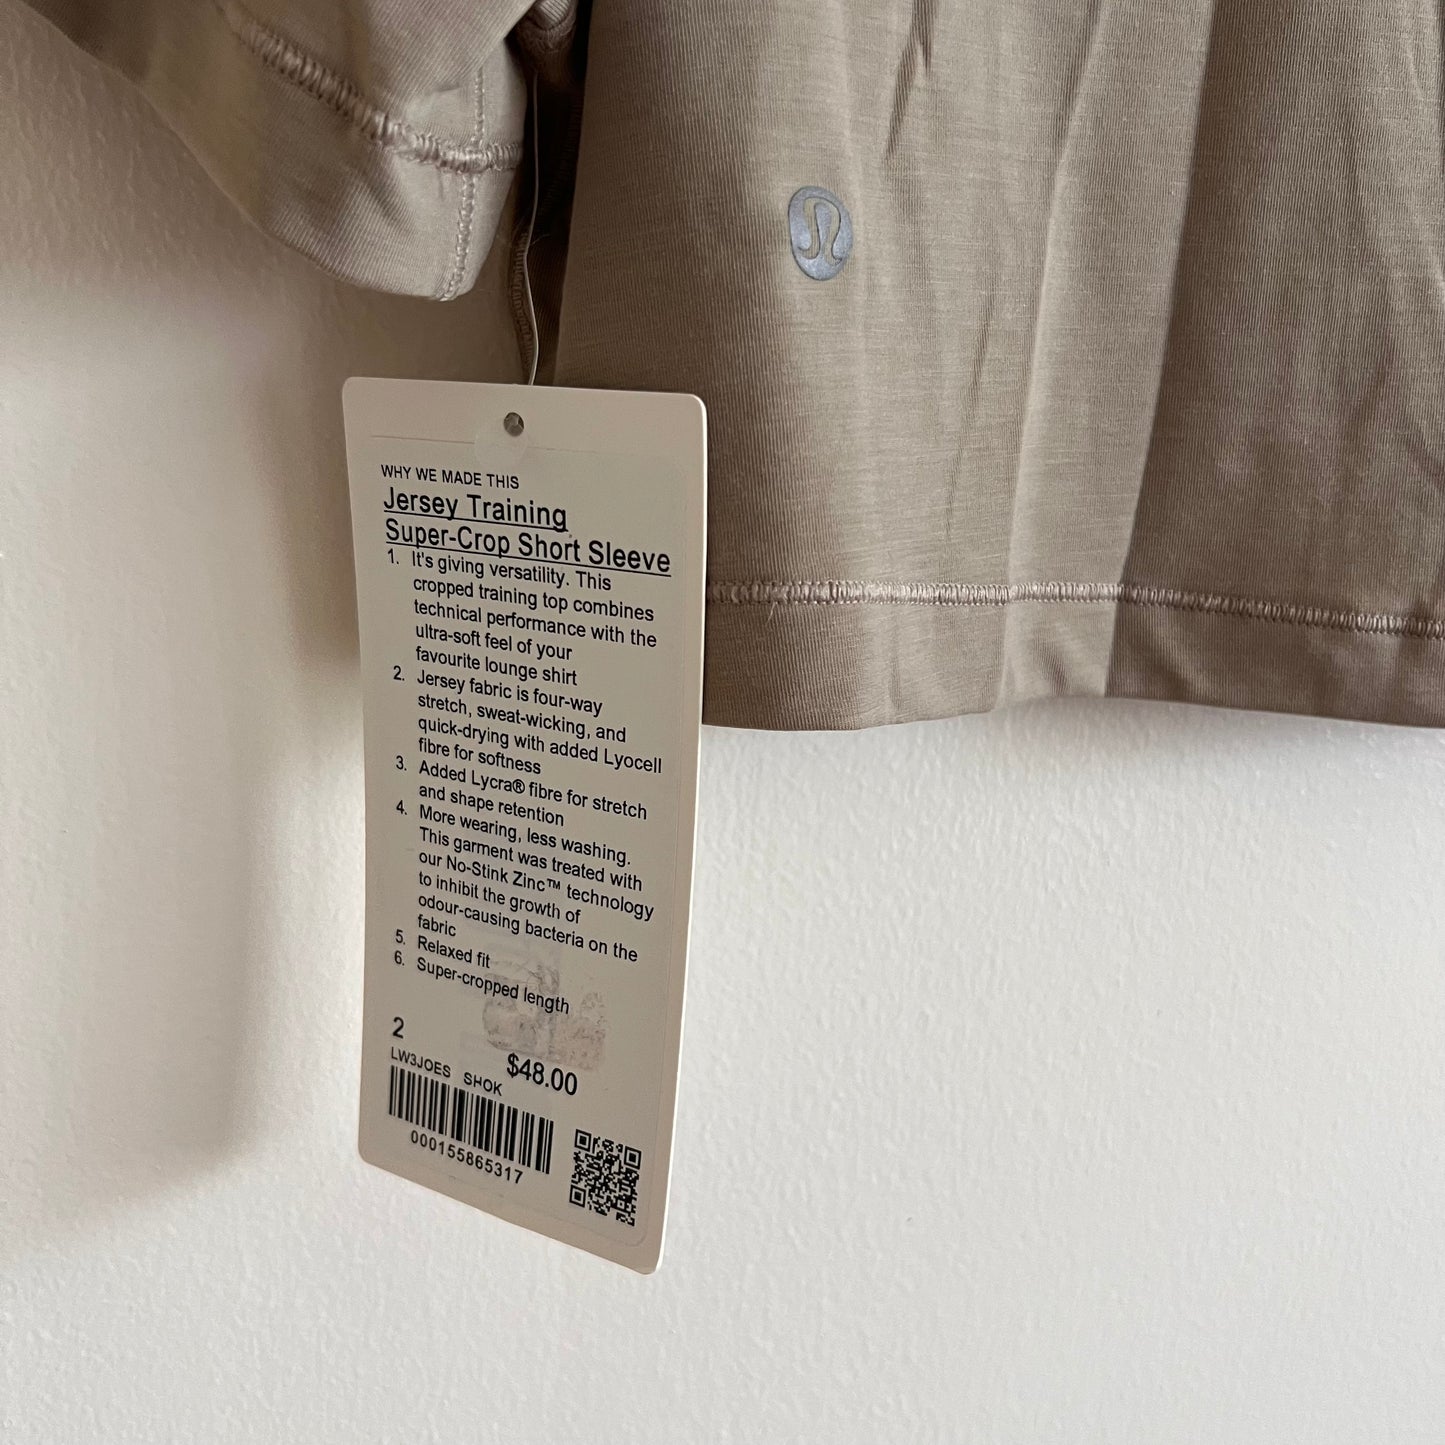 WHY WE MADE THIS
Jersey Training
Super-Crop Short Sleeve
1. It's giving versatility. This
cropped training top combines
technical performance with the
ultra-soft feel of your
favourite lounge shirt
2. Jersey fabric is four-way
stretch, sweat-wicking, and
quick-drying with added Lyocell
fibre for softness
3. Added Lycra® fibre for stretch
and shape retention
4. More wearing, less washing.
This garment was treated with
our No-Stink Zinc™ technology
to inhibit the growth of
odour-causing bacteria on the
fabric
5. Relaxed fit
6. Super-cropped length
2
$48.00
LW3JOES SHOK
000155865317